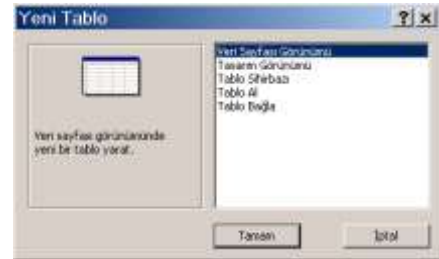 Yeni Tablo
Veri sayfası görünümünde
yeni bir tablo yarat.
Veri Sayfası Görünümü
Tasarım Görünümü
Tablo Sihirbazı
Tablo Al
Tablo Bağla
Tamam
İptal